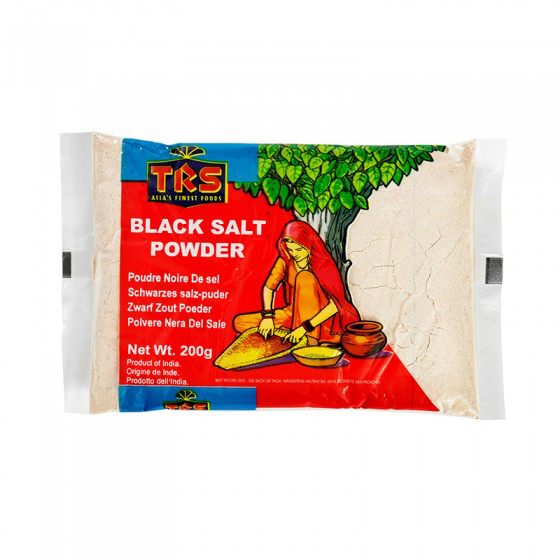 TRS
ASIA'S FINEST FOODS
BLACK SALT
POWDER
Poudre Noire De sel
Schwarzes salz-puder
Zwarf Zout Poeder
Polvere Nera Del Sale
Net Wt. 200g
Product of India.
Origine de Inde.
Prodotto dell'India.
TRS